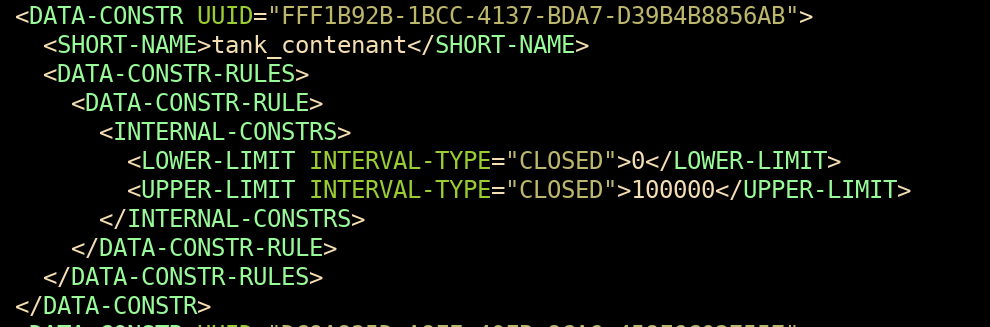 <DATA-CONSTR UUID="FFF1B92B-1BCC-4137-BDA7-D39B4B8856AB">
<SHORT-NAME>tank_contenant</SHORT-NAME>
<DATA-CONSTR-RULES>
<DATA-CONSTR-RULE>
<INTERNAL-CONSTRS>
<LOWER-LIMIT INTERVAL-TYPE="CLOSED">0</LOWER-LIMIT>
<UPPER-LIMIT INTERVAL-TYPE="CLOSED">100000</UPPER-LIMIT>
</INTERNAL-CONSTRS>
</DATA-CONSTR-RULE>
</DATA-CONSTR-RULES>
</DATA-CONSTR>